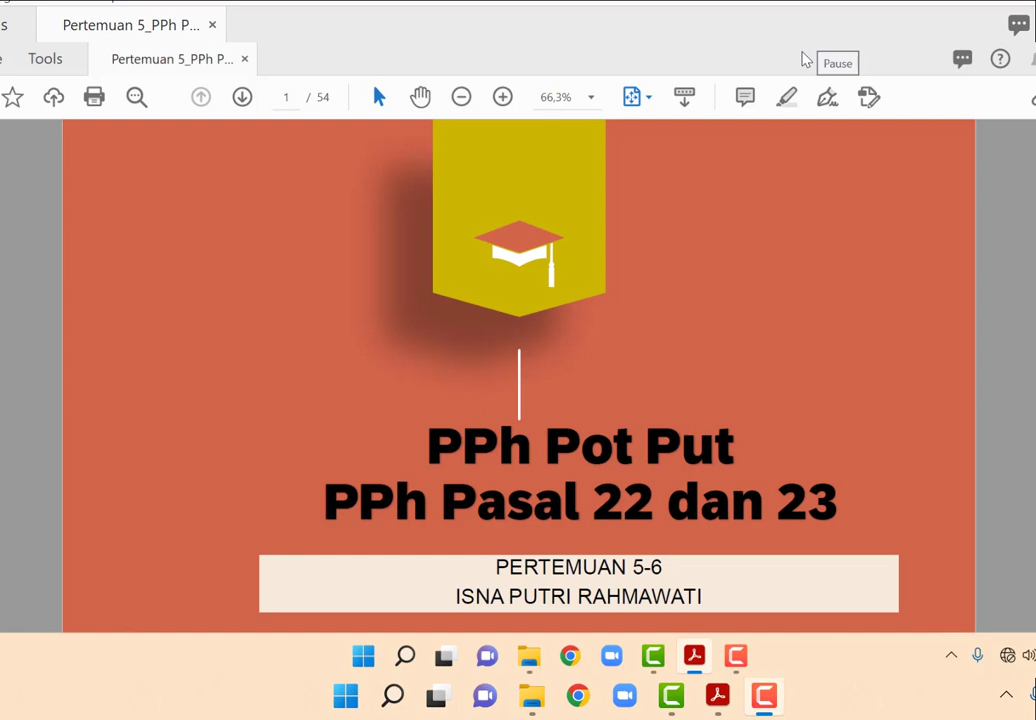 s
Pertemuan 5_PPh P...
e
Tools
Pertemuan 5_PPh P...
Pause
1 / 54
66,3%
PPh Pot Put
PPh Pasal 22 dan 23
PERTEMUAN 5-6
ISNA PUTRI RAHMAWATI